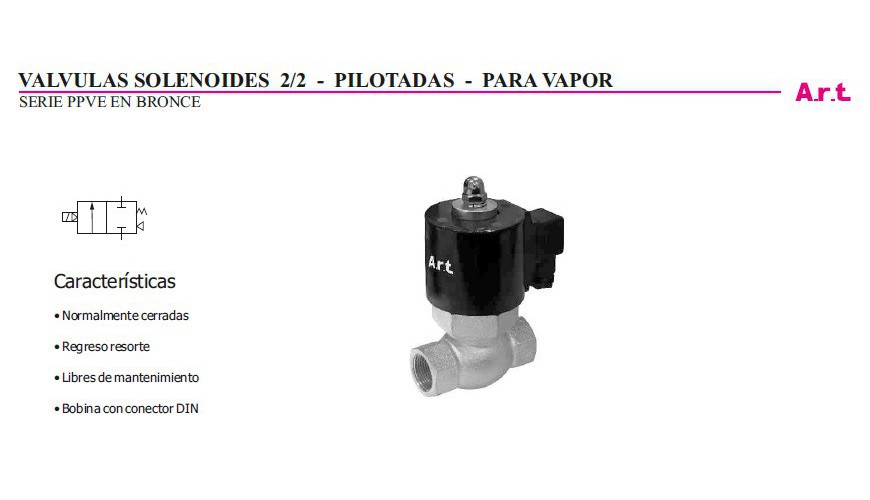 VALVULAS SOLENOIDES 2/2 - PILOTADAS - PARA VAPOR
SERIE PPVE EN BRONCE
A.r.t.
A.r.t.
Características
• Normalmente cerradas
• Regreso resorte
• Libres de mantenimiento
• Bobina con conector DIN